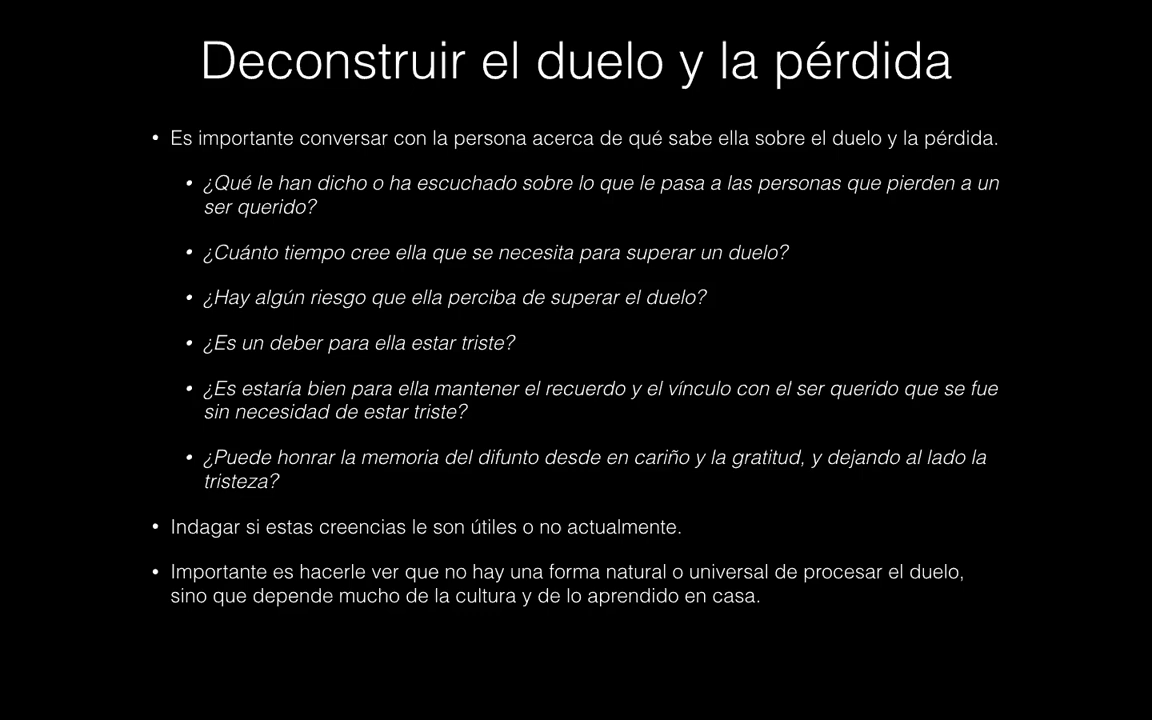 Deconstruir el duelo y la pérdida
• Es importante conversar con la persona acerca de qué sabe ella sobre el duelo y la pérdida.
• ¿Qué le han dicho o ha escuchado sobre lo que le pasa a las personas que pierden a un
ser querido?
• ¿Cuánto tiempo cree ella que se necesita para superar un duelo?
• ¿Hay algún riesgo que ella perciba de superar el duelo?
• ¿Es un deber para ella estar triste?
• ¿Es estaría bien para ella mantener el recuerdo y el vínculo con el ser querido que se fue
sin necesidad de estar triste?
• ¿Puede honrar la memoria del difunto desde en cariño y la gratitud, y dejando al lado la
tristeza?
• Indagar si estas creencias le son útiles o no actualmente.
• Importante es hacerle ver que no hay una forma natural o universal de procesar el duelo,
sino que depende mucho de la cultura y de lo aprendido en casa.